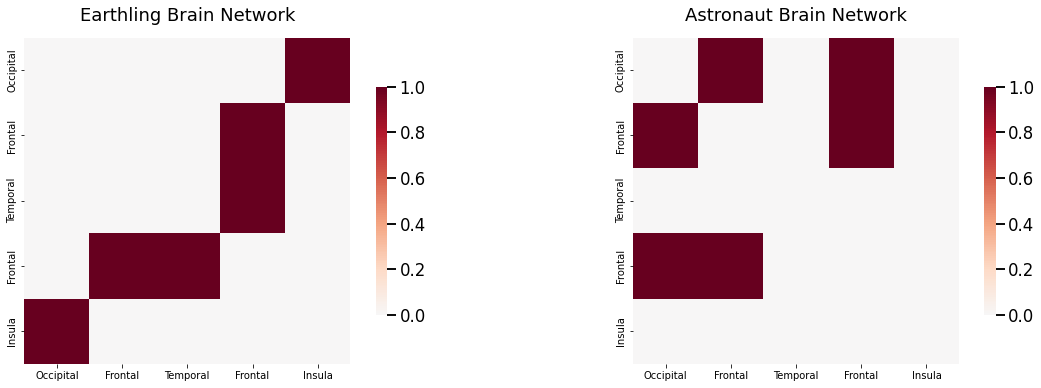 Earthling Brain Network
Astronaut Brain Network
Occipital
Frontal
Temporal
Frontal
Insula
Occipital
Frontal
Temporal
Frontal
Insula
1.0
0.8
0.6
0.4
0.2
0.0
Occipital
Frontal
Temporal
Frontal
Insula
Occipital
Frontal
Temporal
Frontal
Insula
1.0
0.8
0.6
0.4
0.2
0.0